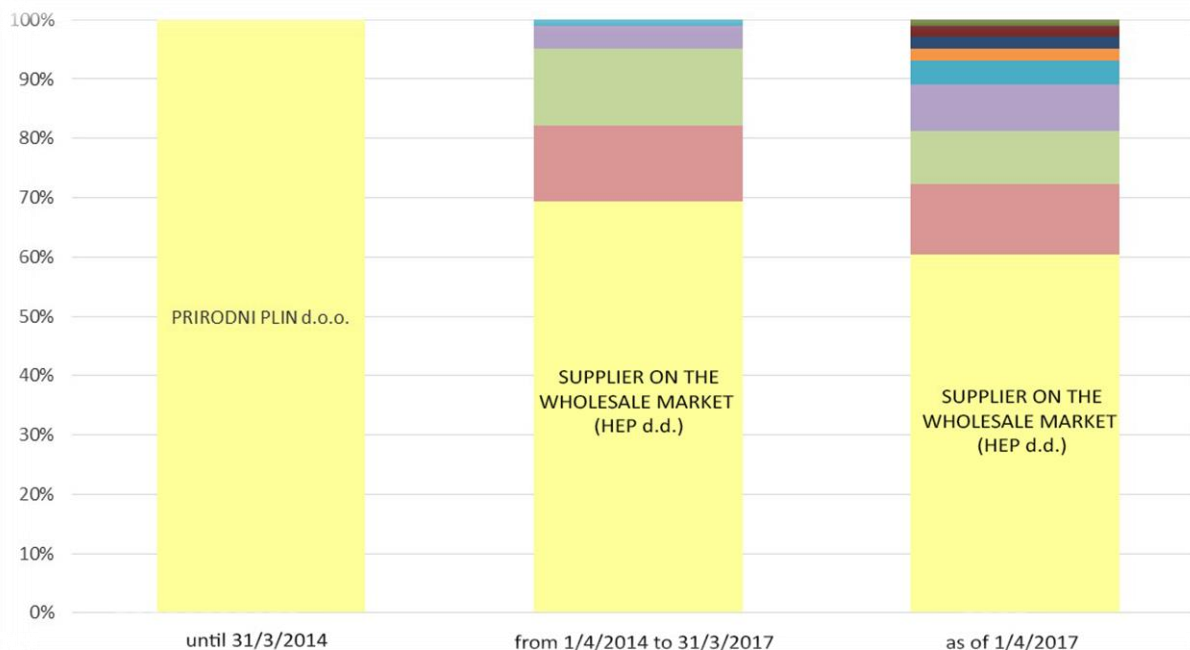 100%
90%
80%
70%
60%
50%
40%
30%
20%
10%
0%
PRIRODNI PLIN d.o.o.
SUPPLIER ON THE
WHOLESALE MARKET
(HEP d.d.)
SUPPLIER ON THE
WHOLESALE MARKET
(HEP d.d.)
until 31/3/2014
from 1/4/2014 to 31/3/2017
as of 1/4/2017